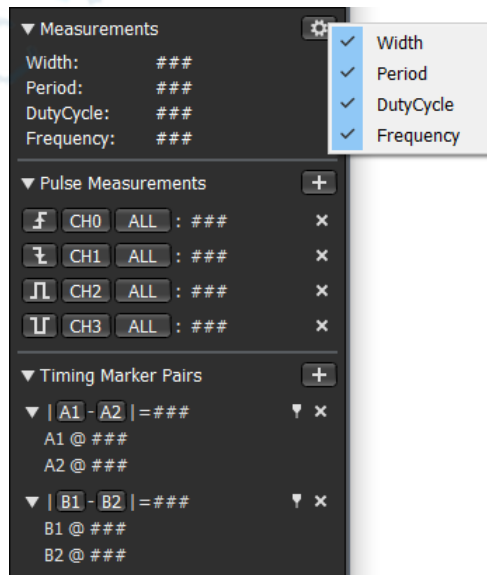 ▼ Measurements
Width: ###
Period: ###
DutyCycle: ###
Frequency: ###
✓ Width
✓ Period
✓ DutyCycle
✓ Frequency
▼ Pulse Measurements +
CH0 ALL : ### ×
CH1 ALL : ### ×
CH2 ALL : ### ×
CH3 ALL : ### ×
▼ Timing Marker Pairs +
▼ | A1 - A2 | = ### ×
A1 @ ###
A2 @ ###
▼ | B1 - B2 | = ### ×
B1 @ ###
B2 @ ###